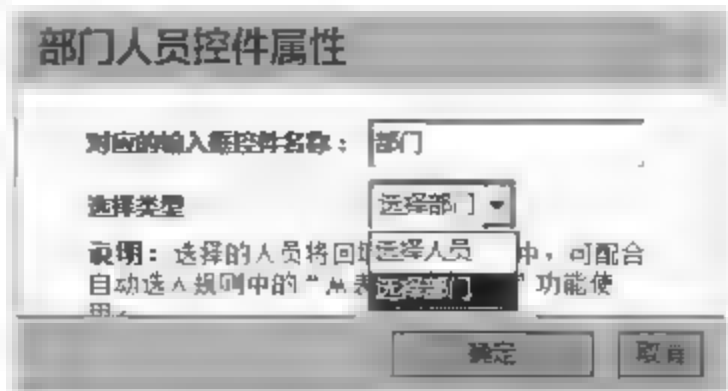 部门人员控件属性
对应的输入框控件名称： 部门
选择类型 选择部门
说明：选择的人员将回 选择人员 中，可配合
自动选人规则中的“从表 选择部门 ”功能使
用。
确定 取消